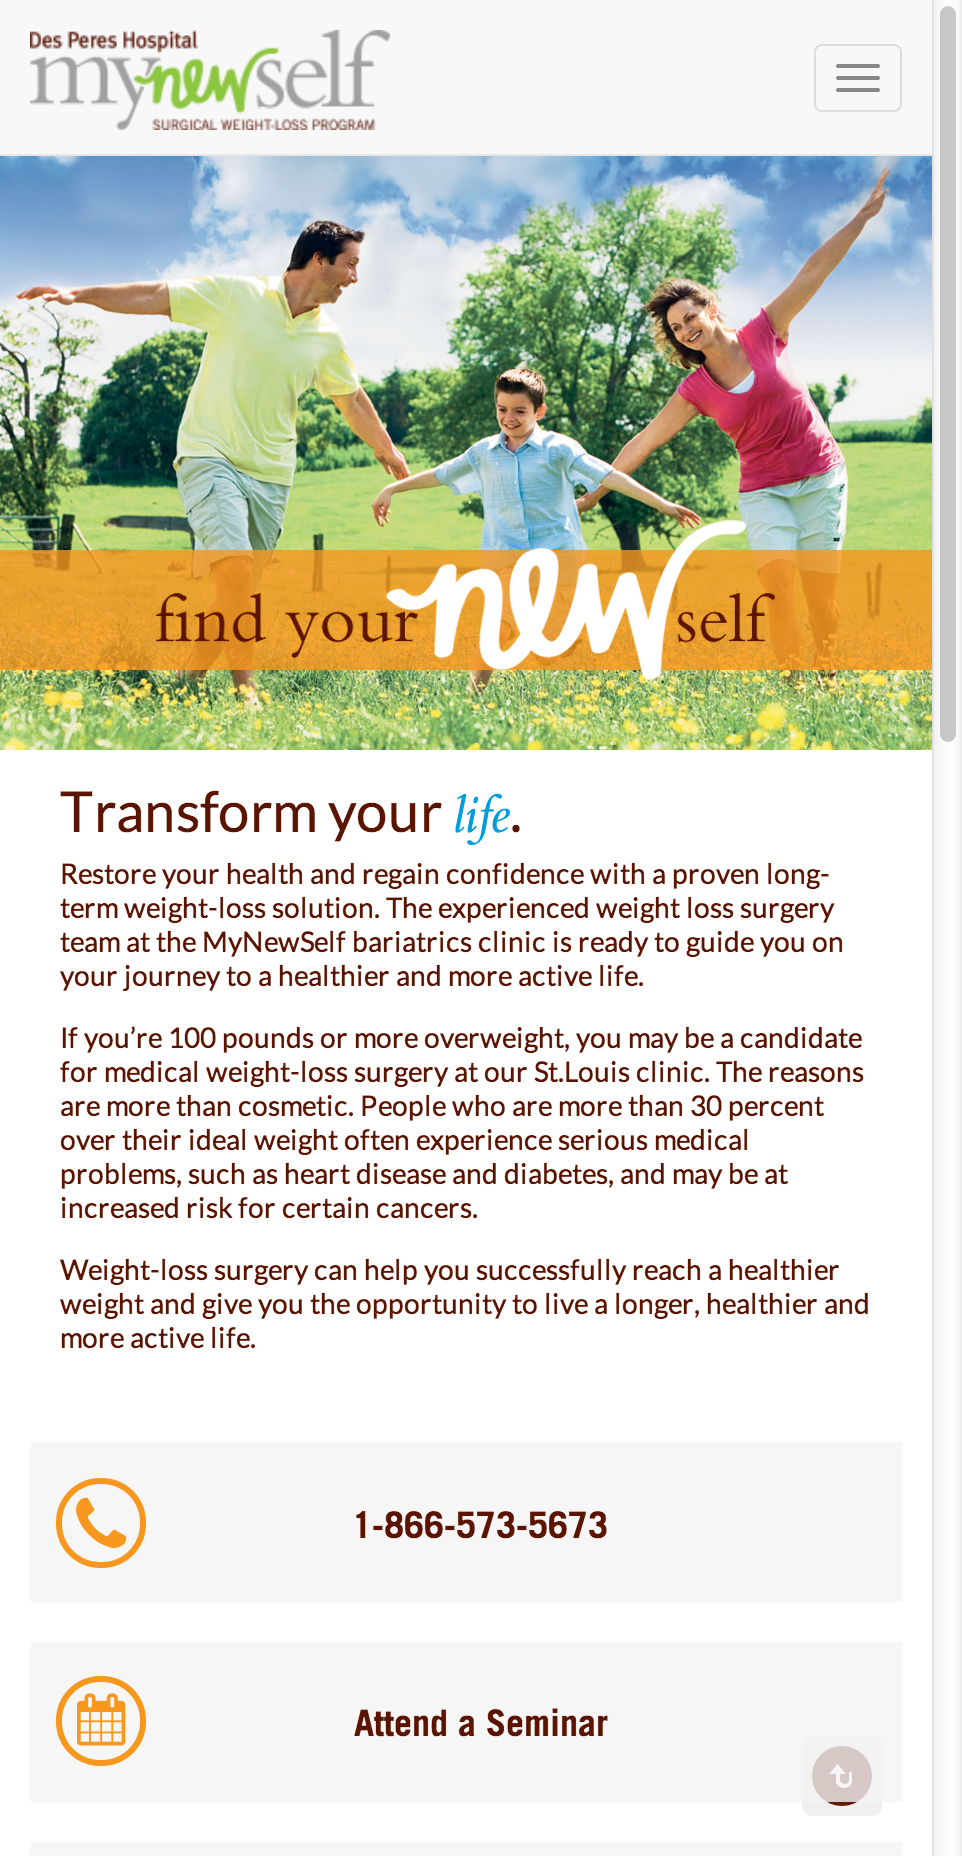 Des Peres Hospital
mynewself
SURGICAL WEIGHT-LOSS PROGRAM
find your new self
Transform your life.
Restore your health and regain confidence with a proven long-
term weight-loss solution. The experienced weight loss surgery
team at the MyNewSelf bariatrics clinic is ready to guide you on
your journey to a healthier and more active life.
If you’re 100 pounds or more overweight, you may be a candidate
for medical weight-loss surgery at our St.Louis clinic. The reasons
are more than cosmetic. People who are more than 30 percent
over their ideal weight often experience serious medical
problems, such as heart disease and diabetes, and may be at
increased risk for certain cancers.
Weight-loss surgery can help you successfully reach a healthier
weight and give you the opportunity to live a longer, healthier and
more active life.
1-866-573-5673
Attend a Seminar